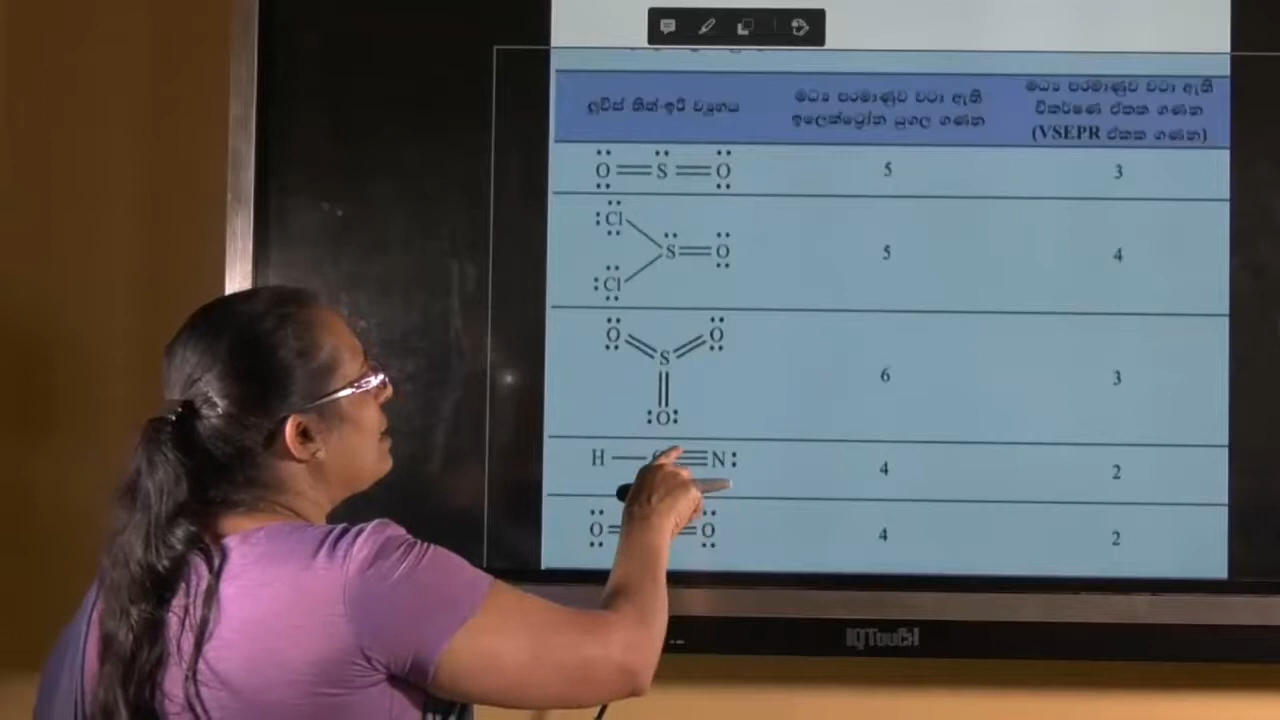 ලුවිස් තිත්-ඉරි ව්‍යුහය
මධ්‍ය පරමාණුව වටා ඇති
ඉලෙක්ට්‍රෝන යුගල ගණන
මධ්‍ය පරමාණුව වටා ඇති
විකර්ෂණ ඒකක ගණන
(VSEPR ඒකක ගණන)
O=S=O 5 3
Cl
S=O 5 4
Cl
O O
S 6 3
O
H—C≡N: 4 2
O O 4 2
IQTouCH